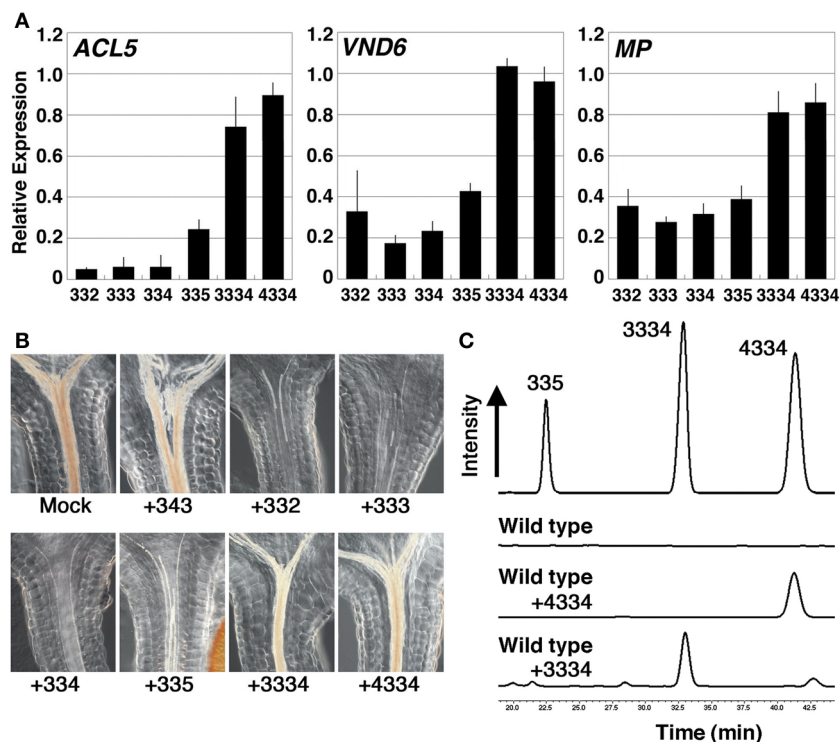 A
ACL5
VND6
MP
Relative Expression
1.2
1.0
0.8
0.6
0.4
0.2
0
332 333 334 335 3334 4334
1.2
1.0
0.8
0.6
0.4
0.2
0
332 333 334 335 3334 4334
1.2
1.0
0.8
0.6
0.4
0.2
0
332 333 334 335 3334 4334
B
Mock
+343
+332
+333
+334
+335
+3334
+4334
C
Intensity
335
3334
4334
Wild type
Wild type
+4334
Wild type
+3334
20.0 22.5 25.0 27.5 30.0 32.5 35.0 37.5 40.0 42.5
Time (min)